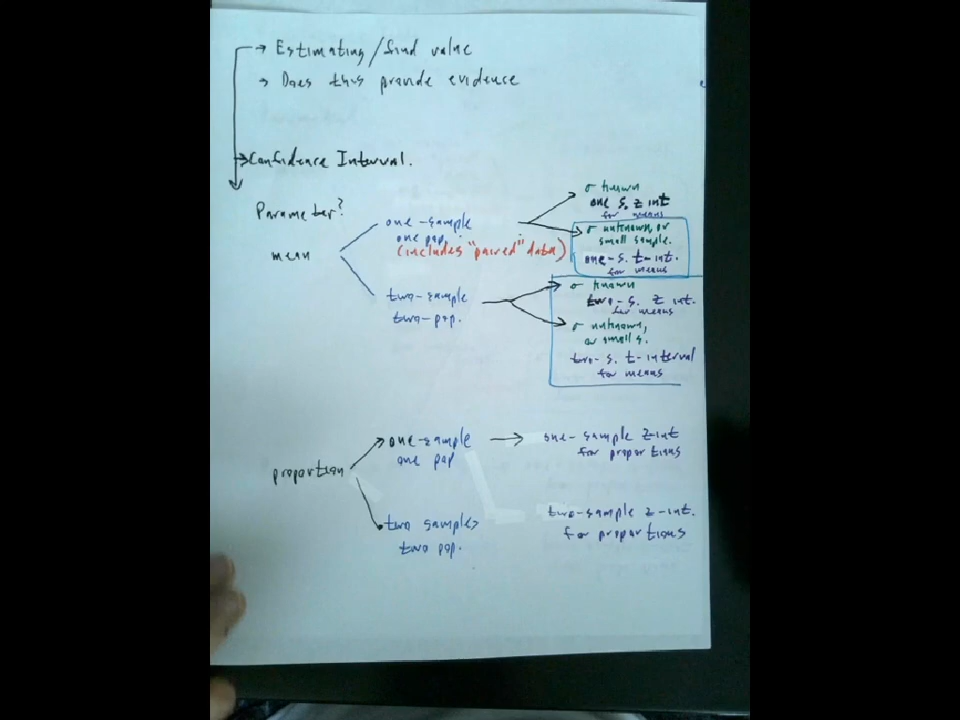 → Estimating/find value
→ Does this provide evidence
→ Confidence Interval.
Parameter?
mean
one-sample
one pop.
(includes "paired" data)
σ known
one s. z int
for means
σ unknown, or
small sample.
one-s. t-int.
for means
two-sample
two-pop.
σ known
two-s. z int.
for means
σ unknown,
or small s.
two-s. t-interval
for means
proportion
one-sample
one pop
→ one-sample z-int
for proportions
two samples
two pop.
two-sample z-int.
for proportions